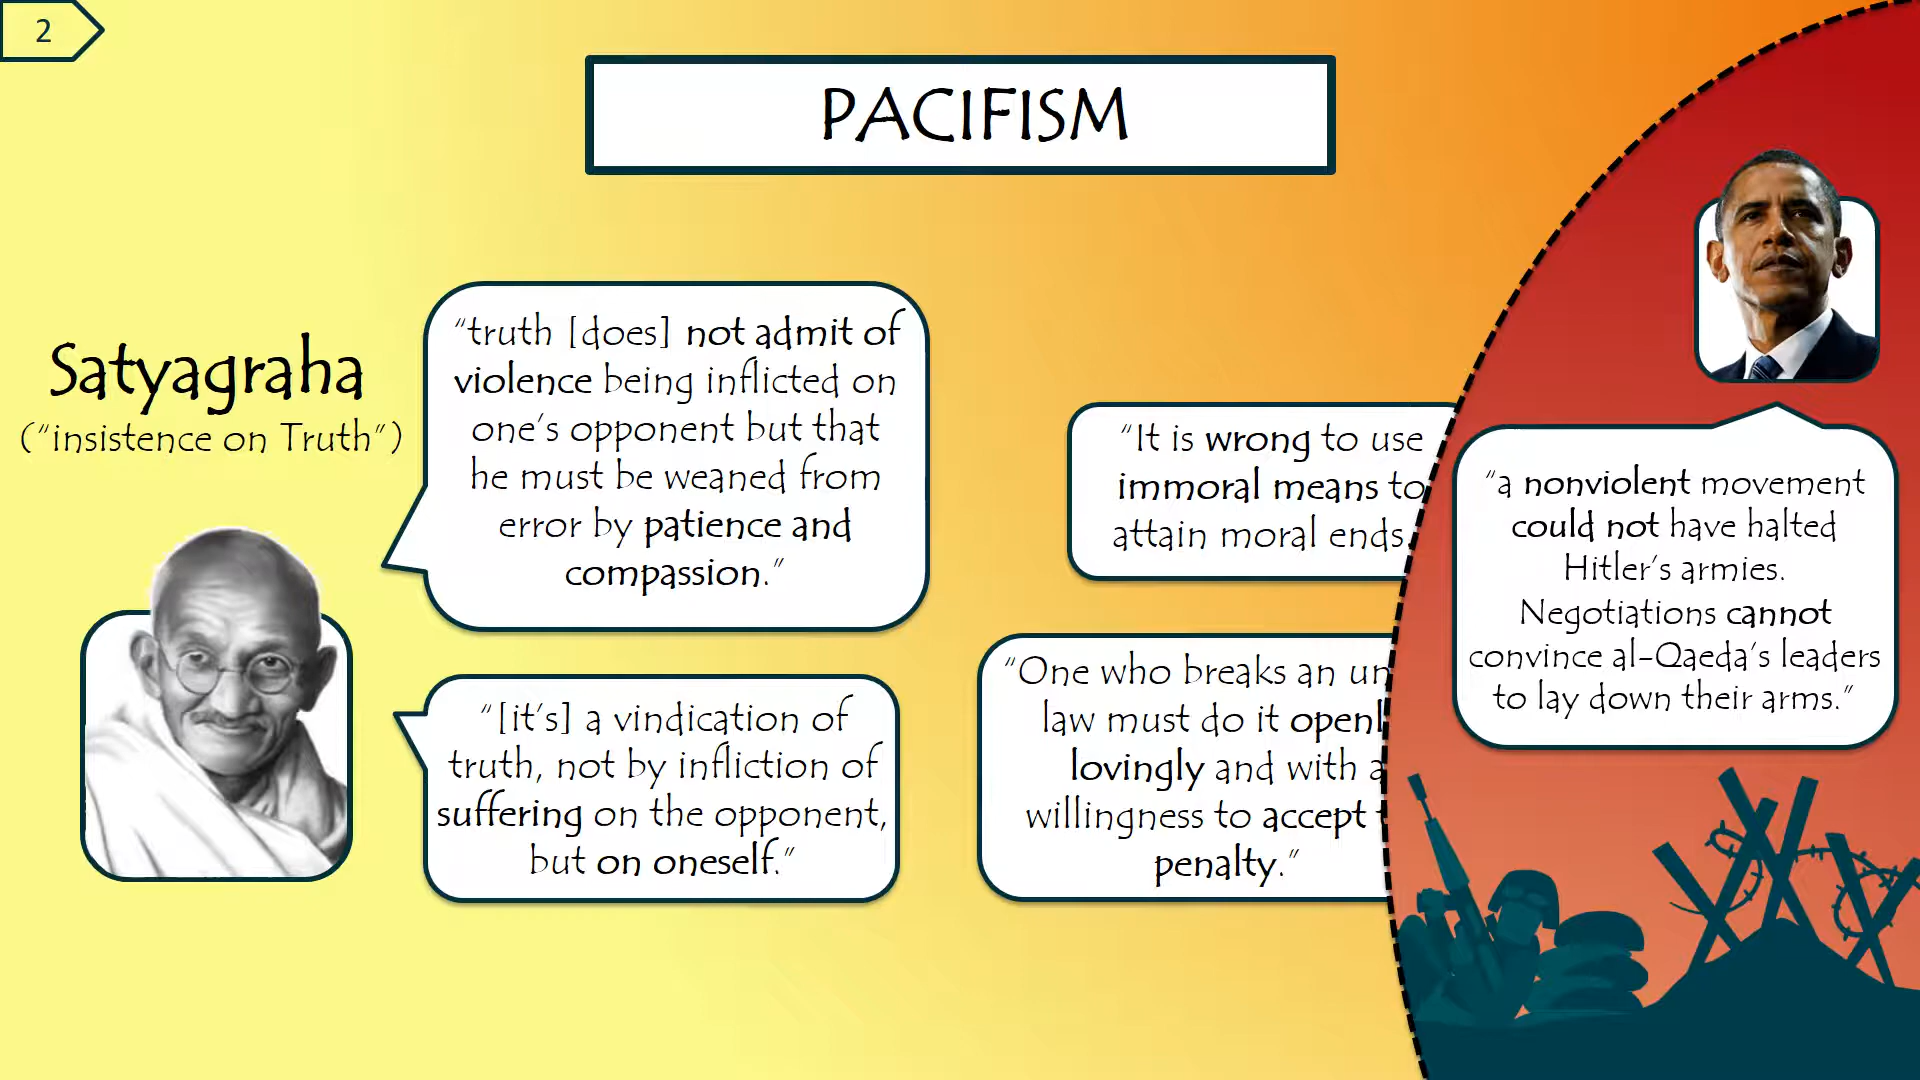 2
PACIFISM
Satyagraha
("insistence on Truth")
"truth [does] not admit of
violence being inflicted on
one's opponent but that
he must be weaned from
error by patience and
compassion."
"[it's] a vindication of
truth, not by infliction of
suffering on the opponent,
but on oneself."
"It is wrong to use
immoral means to
attain moral ends.
"One who breaks an un
law must do it openl
lovingly and with a
willingness to accept t
penalty."
"a nonviolent movement
could not have halted
Hitler's armies.
Negotiations cannot
convince al-Qaeda's leaders
to lay down their arms."